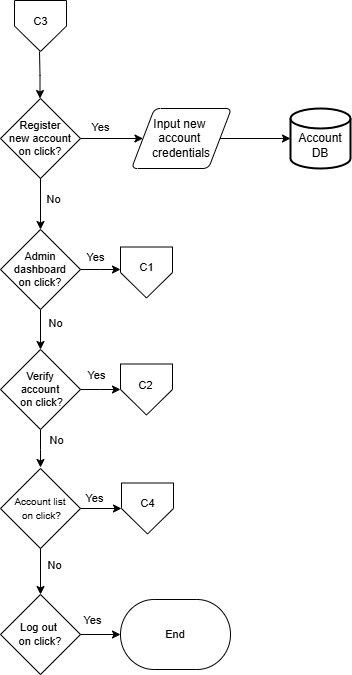 C3
Register
new account
on click?
Yes
Input new
account
credentials
Account
DB
No
Admin
dashboard
on click?
Yes
C1
No
Verify
account
on click?
Yes
C2
No
Account list
on click?
Yes
C4
No
Log out
on click?
Yes
End